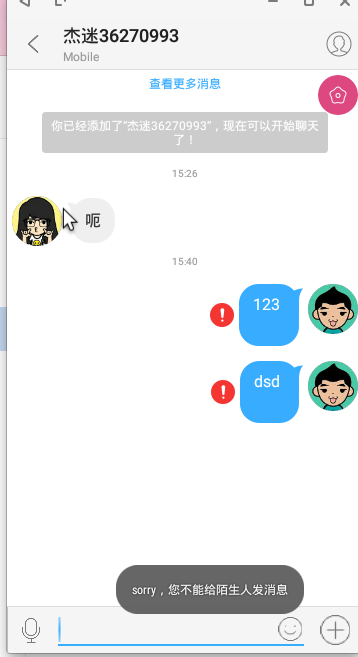 杰迷36270993
Mobile
查看更多消息
你已经添加了“杰迷36270993”，现在可以开始聊天
了！
15:26
呃
15:40
123
dsd
sorry，您不能给陌生人发消息